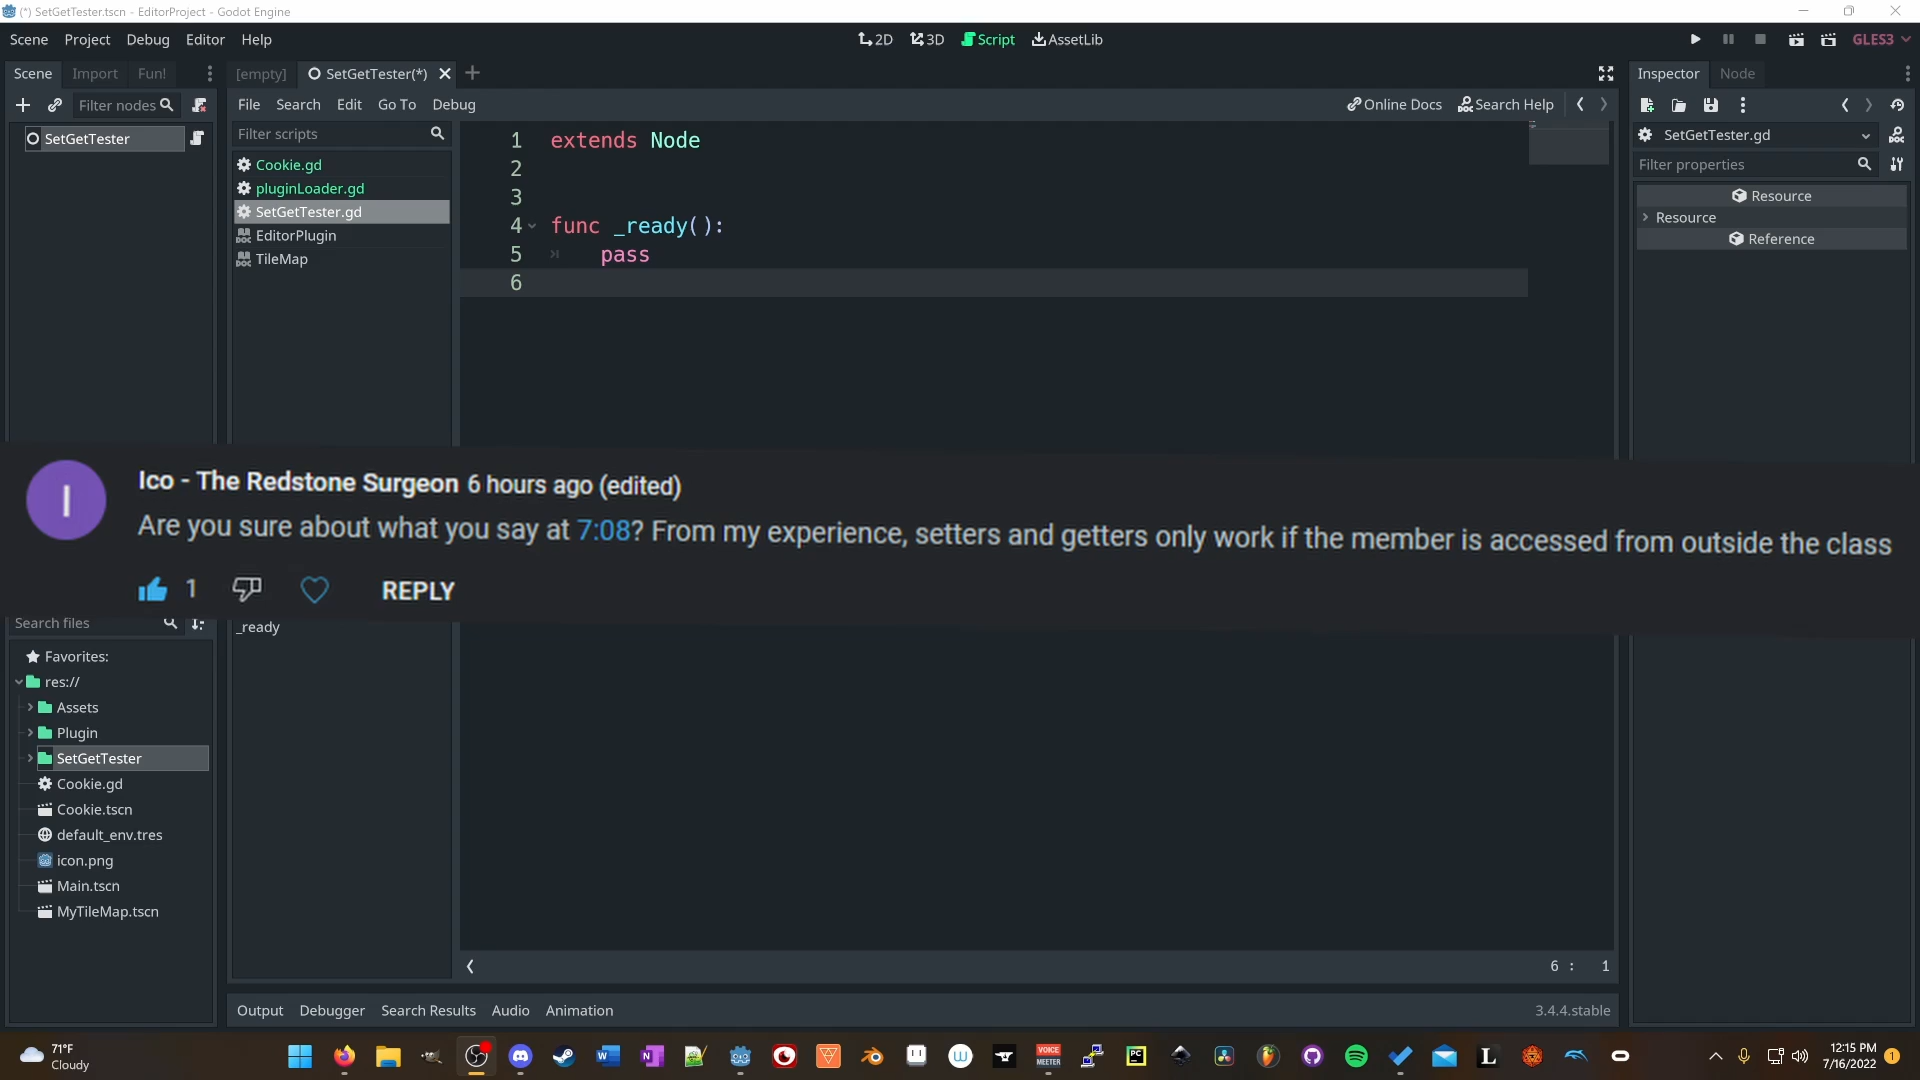 (*) SetGetTester.tscn - EditorProject - Godot Engine
Scene Project Debug Editor Help
2D 3D Script AssetLib
GLES3
Scene Import Fun!
[empty] SetGetTester(*)
Inspector Node
Filter nodes
File Search Edit Go To Debug
Online Docs Search Help
SetGetTester
Filter scripts
Cookie.gd
pluginLoader.gd
SetGetTester.gd
EditorPlugin
TileMap
1 extends Node
2
3
4 func _ready():
5 pass
6
SetGetTester.gd
Filter properties
Resource
Resource
Reference
I
Ico - The Redstone Surgeon 6 hours ago (edited)
Are you sure about what you say at 7:08? From my experience, setters and getters only work if the member is accessed from outside the class
1 REPLY
Search files
_ready
Favorites:
res://
Assets
Plugin
SetGetTester
Cookie.gd
Cookie.tscn
default_env.tres
icon.png
Main.tscn
MyTileMap.tscn
6 : 1
Output Debugger Search Results Audio Animation
3.4.4.stable
71°F
Cloudy
12:15 PM
7/16/2022
1